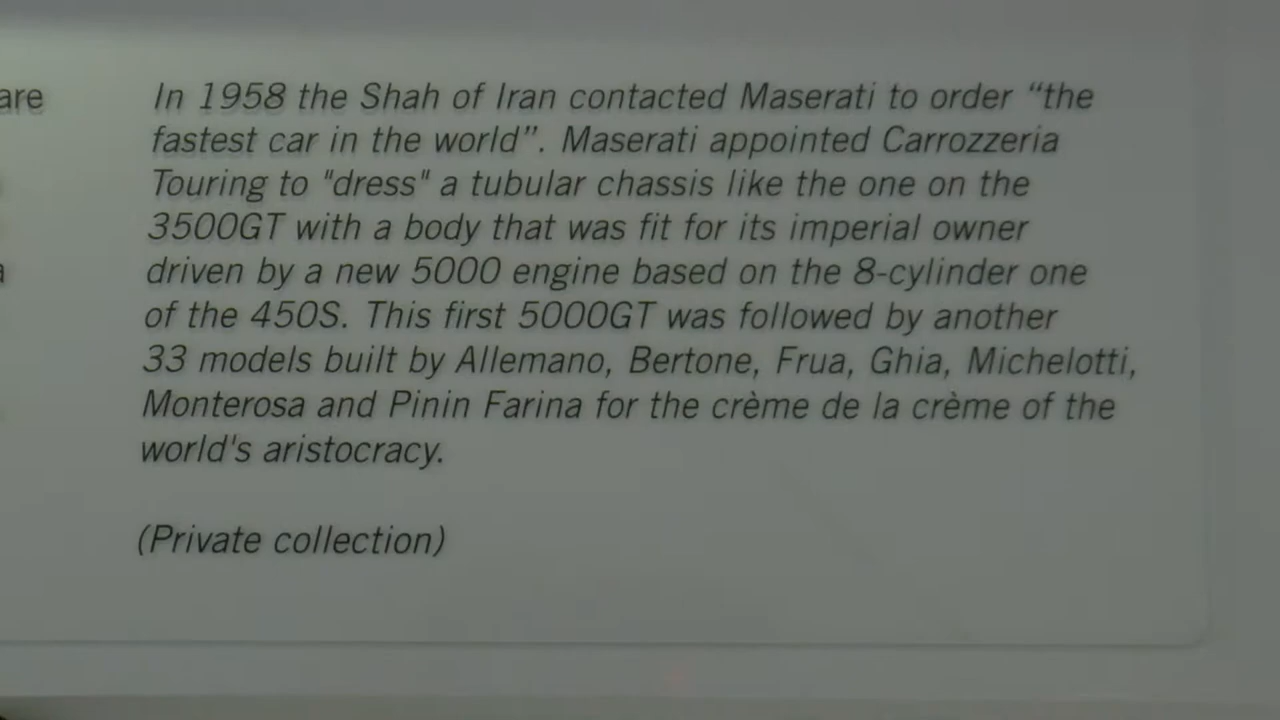 are
a
In 1958 the Shah of Iran contacted Maserati to order “the
fastest car in the world”. Maserati appointed Carrozzeria
Touring to "dress" a tubular chassis like the one on the
3500GT with a body that was fit for its imperial owner
driven by a new 5000 engine based on the 8-cylinder one
of the 450S. This first 5000GT was followed by another
33 models built by Allemano, Bertone, Frua, Ghia, Michelotti,
Monterosa and Pinin Farina for the crème de la crème of the
world's aristocracy.
(Private collection)